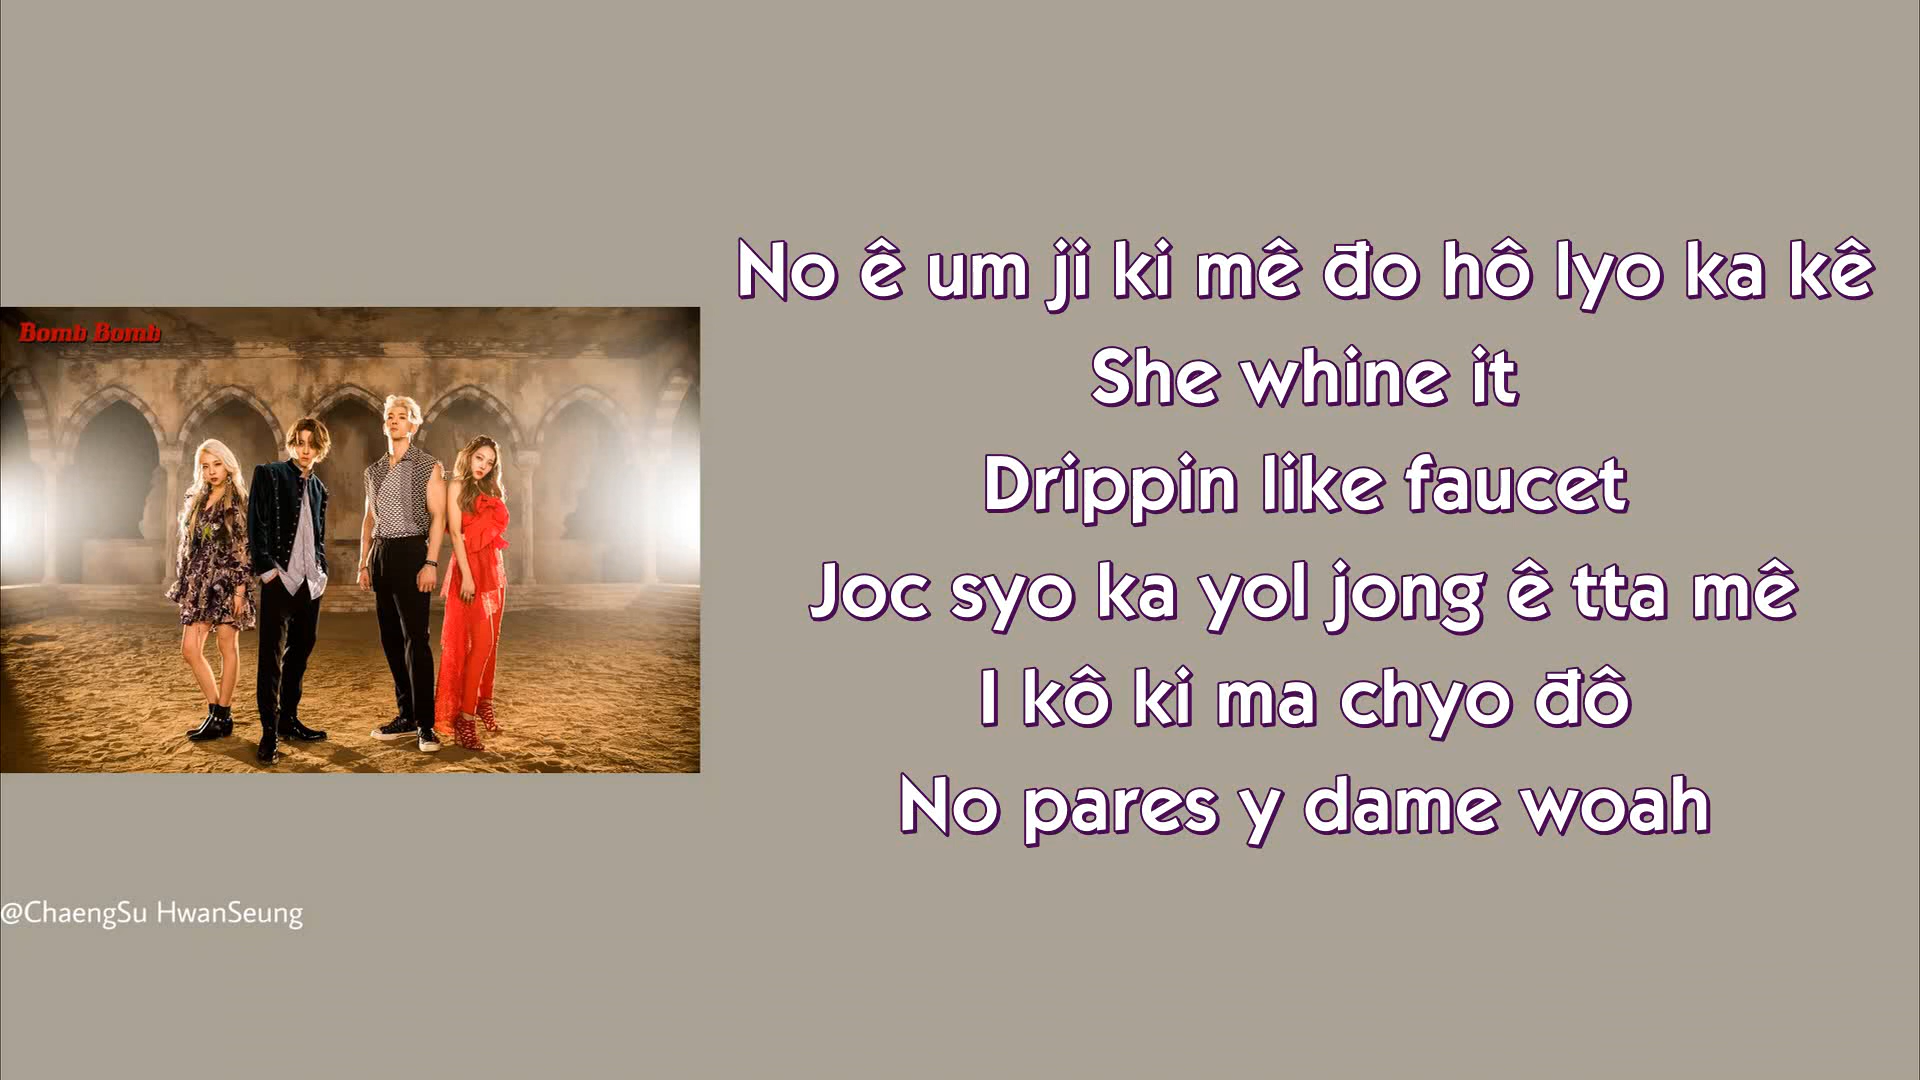 Bomb Bomb
No ê um ji ki mê đo hô lyo ka kê
She whine it
Drippin like faucet
Joc syo ka yol jong ê tta mê
I kô ki ma chyo đô
No pares y dame woah
@ChaengSu HwanSeung